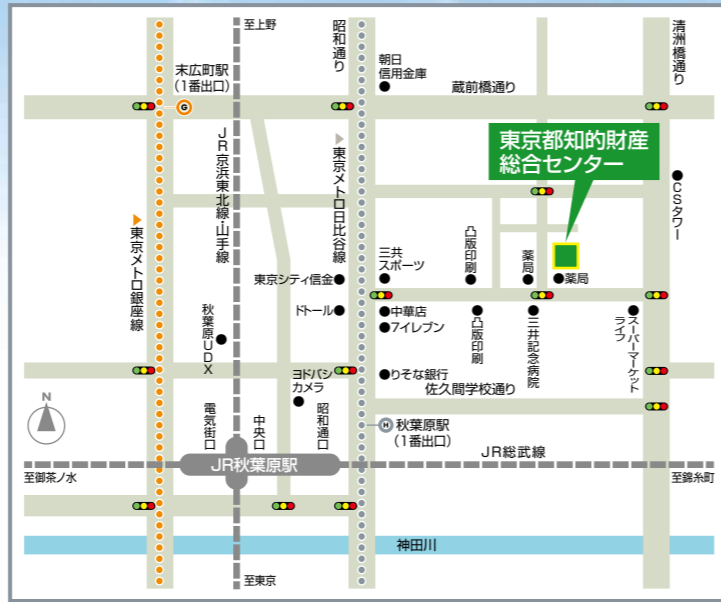 至上野
昭和通り
清洲橋通り
朝日
信用金庫
末広町駅
（1番出口）
蔵前橋通り
G
JR京浜東北線・山手線
東京メトロ日比谷線
東京都知的財産
総合センター
CSタワー
東京メトロ銀座線
三共
スポーツ
凸版印刷
薬局
薬局
東京シティ信金
秋葉原UDX
ドトール
中華店
アイレブン
凸版印刷
三井記念病院
スーパーマーケット
ライフ
ヨドバシ
カメラ
りそな銀行
佐久間学校通り
N
電気街口
中央口
昭和通口
H 秋葉原駅
（1番出口）
JR総武線
JR秋葉原駅
至御茶ノ水
至錦糸町
神田川
至東京